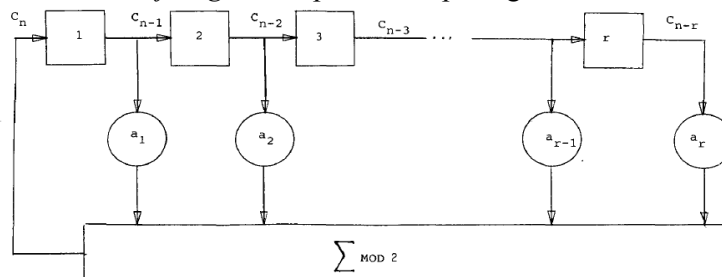 C_n 1 C_{n-1} 2 C_{n-2} 3 C_{n-3} ... r C_{n-r}
a_1 a_2 a_{r-1} a_r
∑ MOD 2